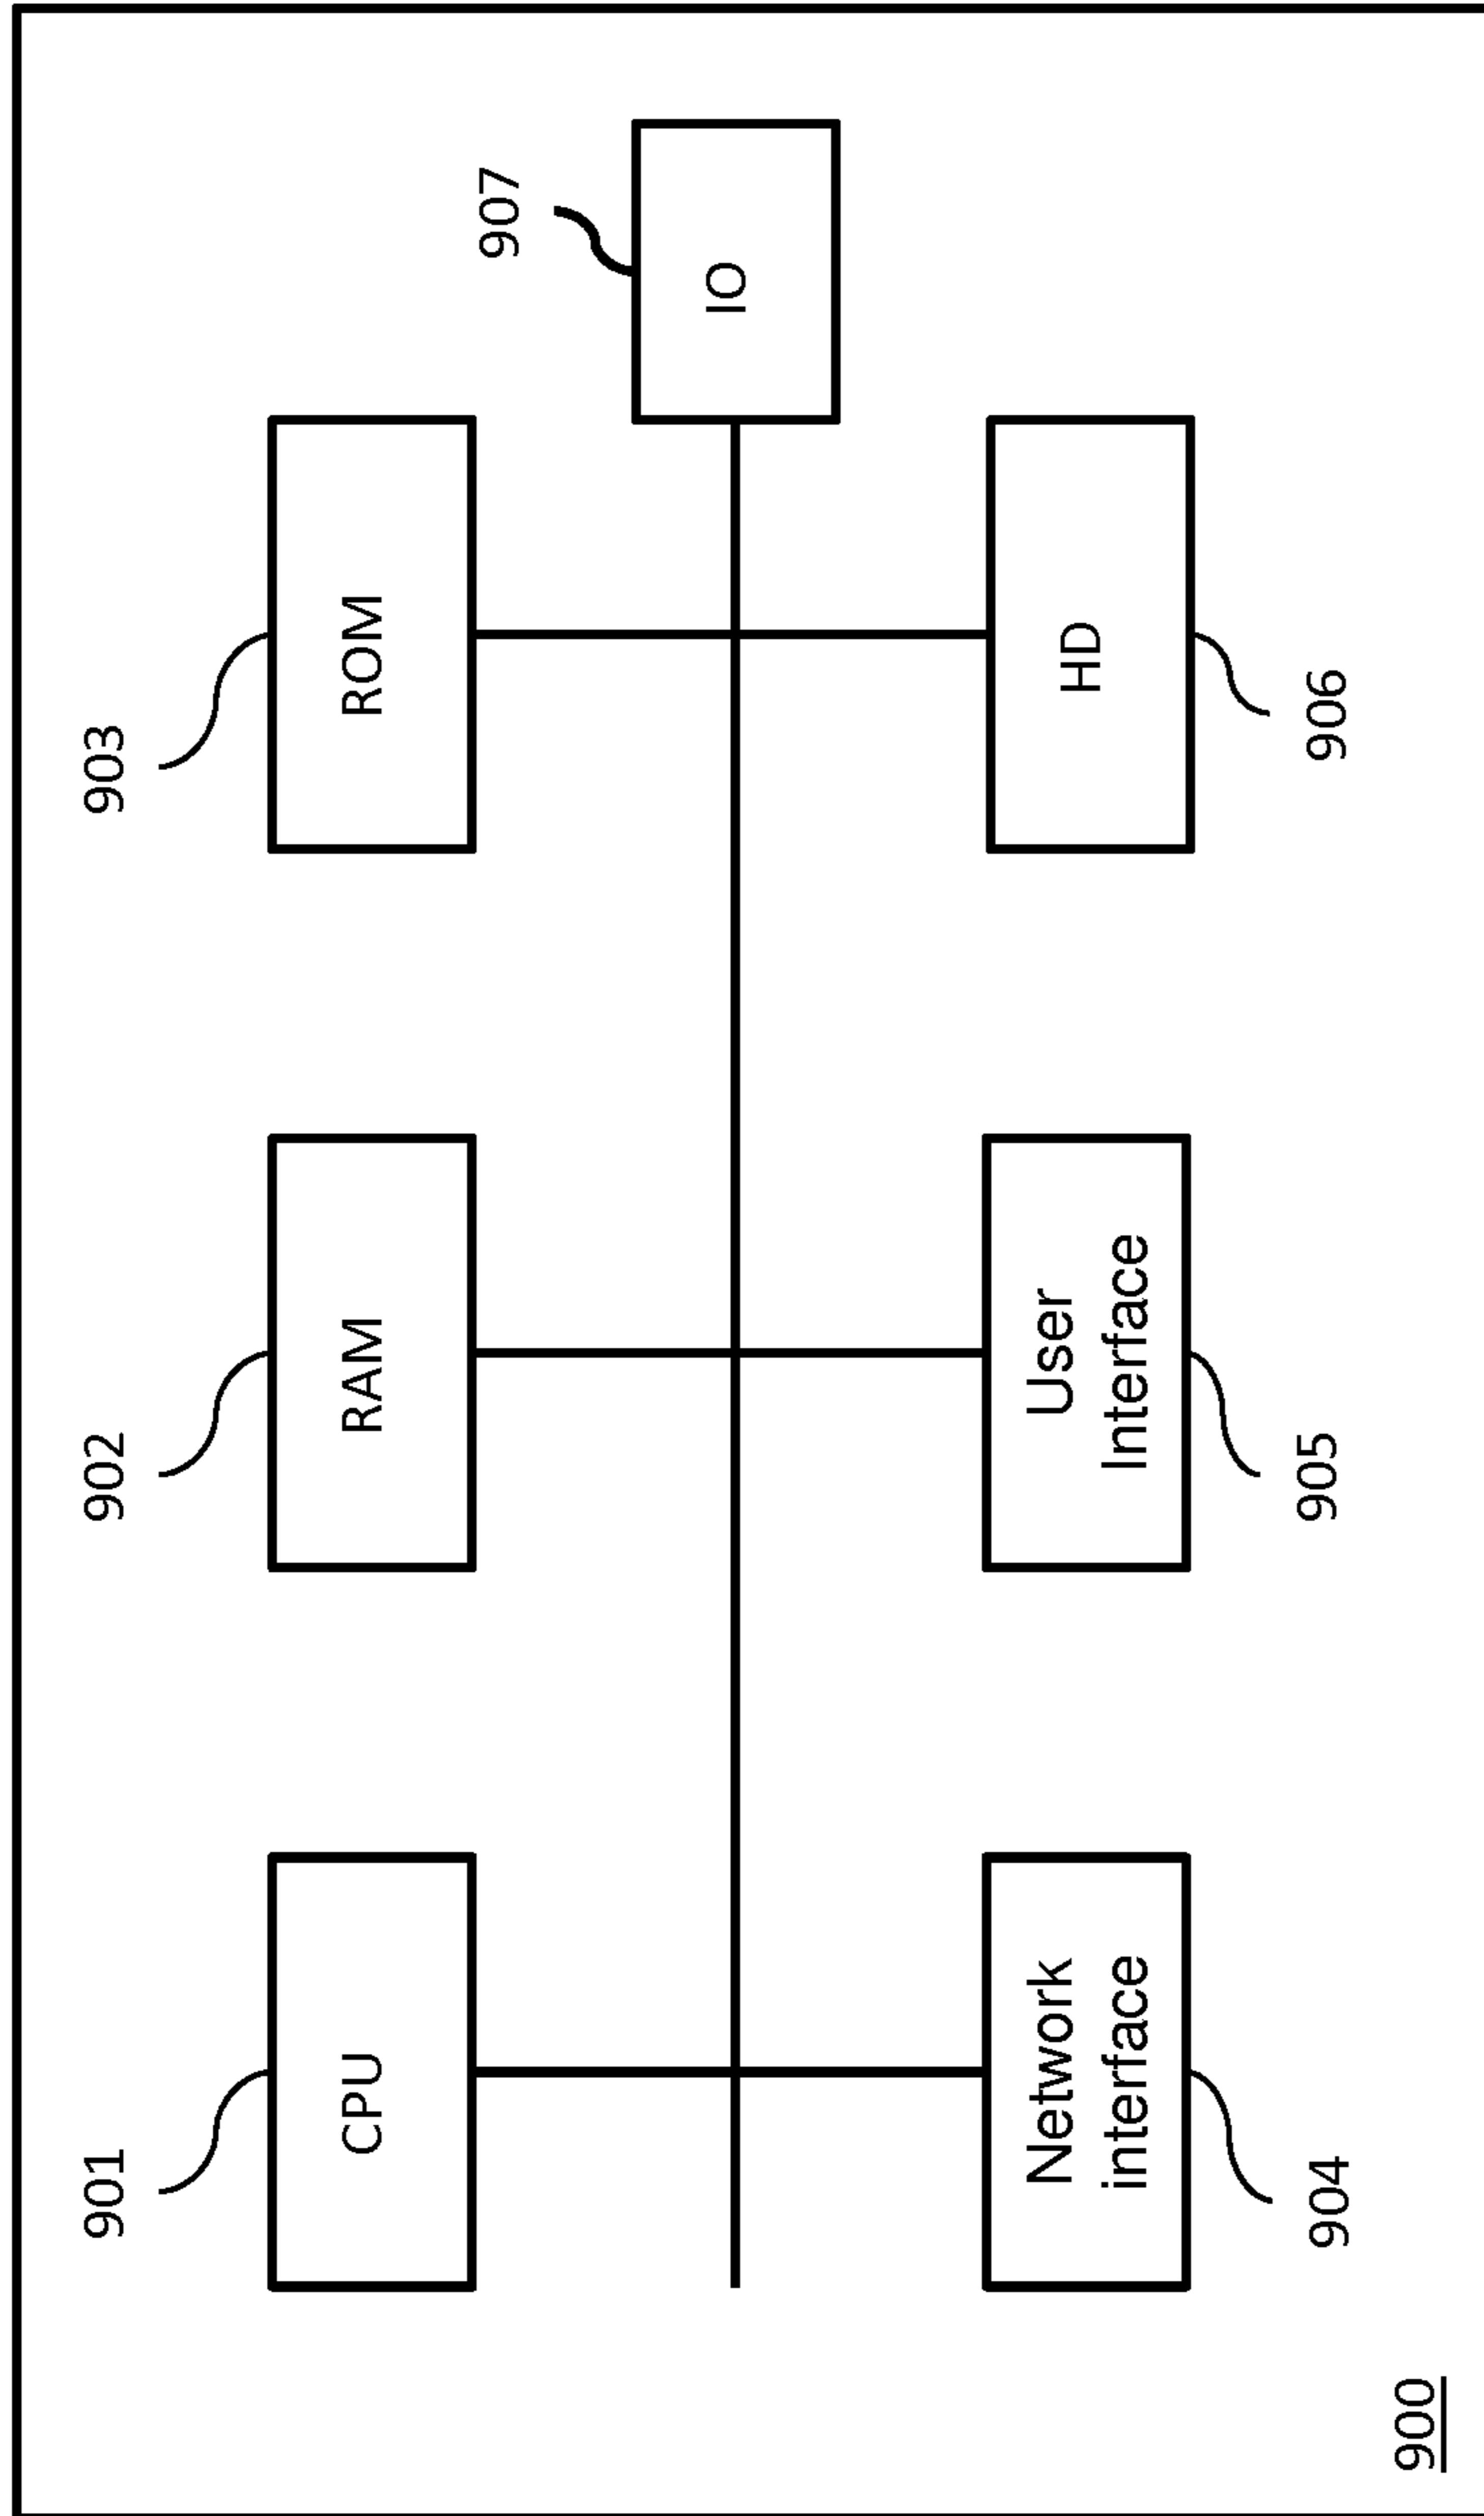 901
902
903
CPU
RAM
ROM
907
IO
Network
interface
User
Interface
HD
904
905
906
900